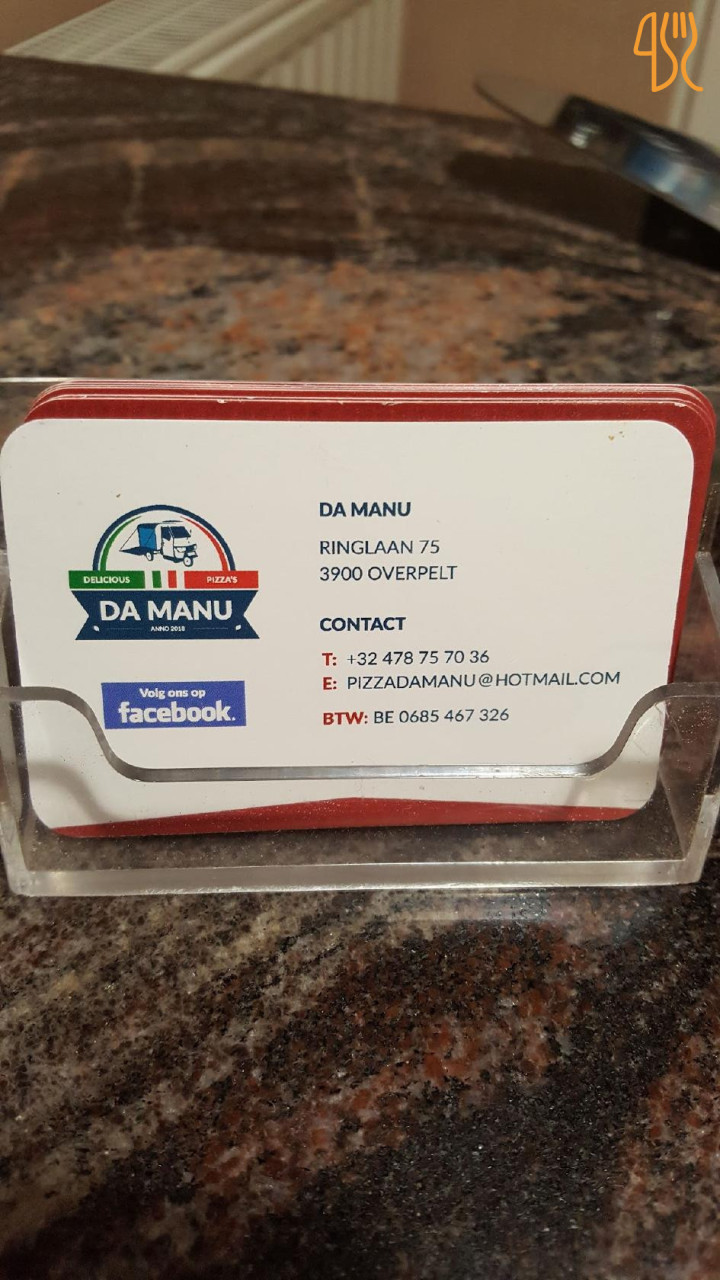 DELICIOUS PIZZA'S
DA MANU
ANNO 2018
Volg ons op
facebook.
DA MANU
RINGLAAN 75
3900 OVERPELT
CONTACT
T: +32 478 75 70 36
E: PIZZADAMANU@HOTMAIL.COM
BTW: BE 0685 467 326